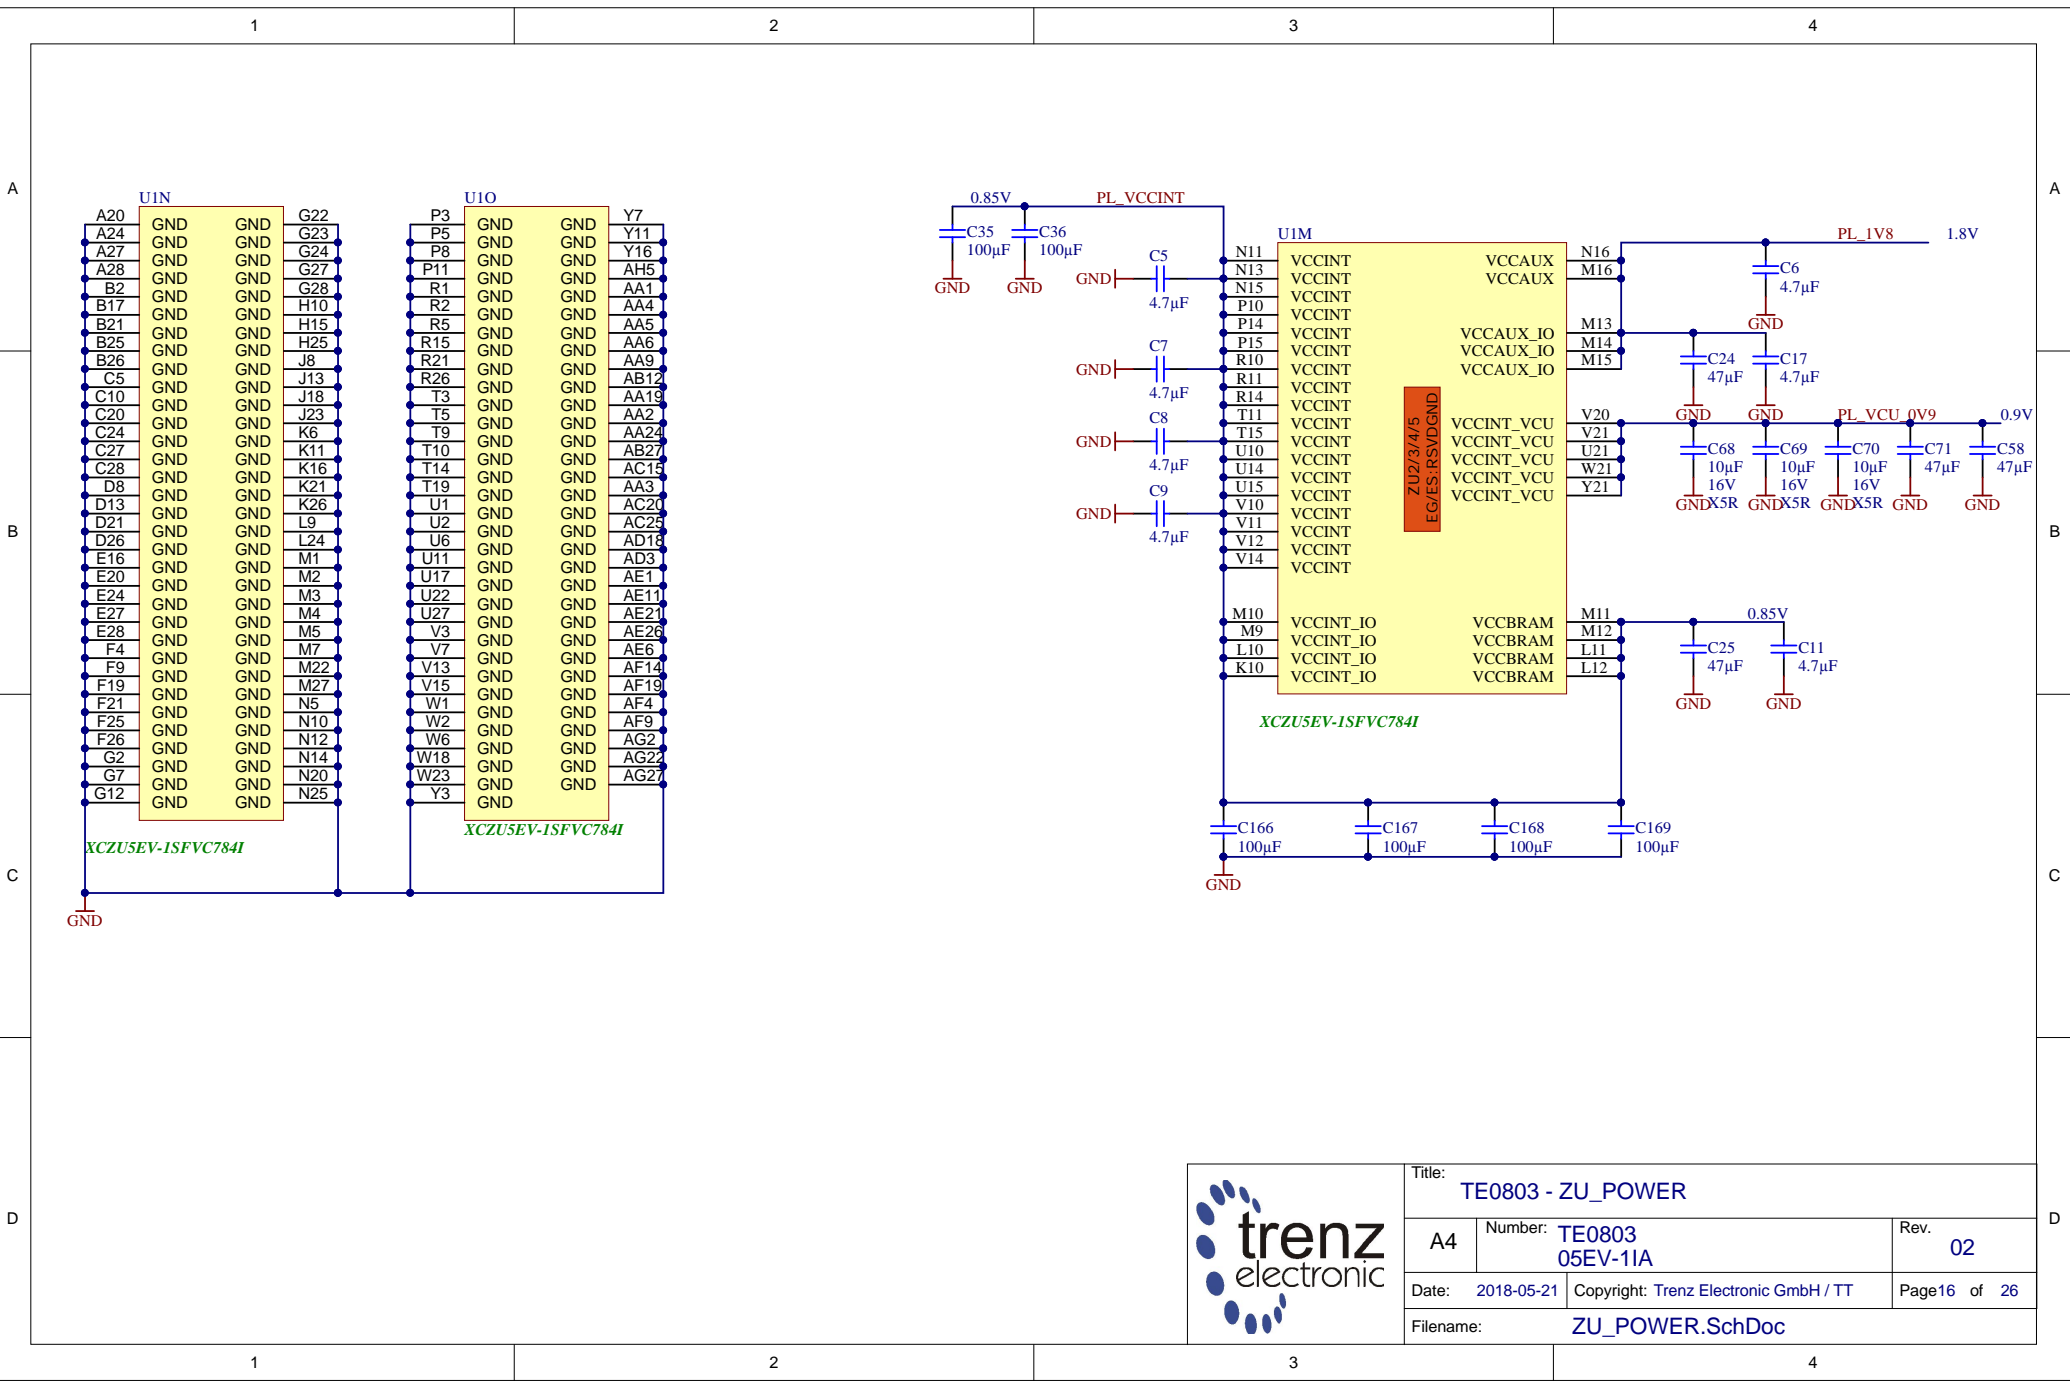 1 2 3 4
A A
B B
C C
D D
1 2 3 4
U1N
A20 GND GND G22
A24 GND GND G23
A27 GND GND G24
A28 GND GND G27
B2 GND GND G28
B17 GND GND H10
B21 GND GND H15
B25 GND GND H25
B26 GND GND J8
C5 GND GND J13
C10 GND GND J18
C20 GND GND J23
C24 GND GND K6
C27 GND GND K11
C28 GND GND K16
D8 GND GND K21
D13 GND GND K26
D21 GND GND L9
D26 GND GND L24
E16 GND GND M1
E20 GND GND M2
E24 GND GND M3
E27 GND GND M4
E28 GND GND M5
F4 GND GND M7
F9 GND GND M22
F19 GND GND M27
F21 GND GND N5
F25 GND GND N10
F26 GND GND N12
G2 GND GND N14
G7 GND GND N20
G12 GND GND N25
XCZU5EV-1SFVC784I
GND
U1O
P3 GND GND Y7
P5 GND GND Y11
P8 GND GND Y16
P11 GND GND AH5
R1 GND GND AA1
R2 GND GND AA4
R5 GND GND AA5
R15 GND GND AA6
R21 GND GND AA9
R26 GND GND AB12
T3 GND GND AA19
T5 GND GND AA2
T9 GND GND AA24
T10 GND GND AB27
T14 GND GND AC15
T19 GND GND AA3
U1 GND GND AC20
U2 GND GND AC25
U6 GND GND AD18
U11 GND GND AD3
U17 GND GND AE1
U22 GND GND AE11
U27 GND GND AE21
V3 GND GND AE26
V7 GND GND AE6
V13 GND GND AF14
V15 GND GND AF19
W1 GND GND AF4
W2 GND GND AF9
W6 GND GND AG2
W18 GND GND AG22
W23 GND GND AG27
Y3 GND
XCZU5EV-1SFVC784I
0.85V PL_VCCINT
C35
100µF
GND
C36
100µF
GND
C5
GND
4.7µF
C7
GND
4.7µF
C8
GND
4.7µF
C9
GND
4.7µF
U1M
N11 VCCINT VCCAUX N16
N13 VCCINT VCCAUX M16
N15 VCCINT
P10 VCCINT
P14 VCCINT VCCAUX_IO M13
P15 VCCINT VCCAUX_IO M14
R10 VCCINT VCCAUX_IO M15
R11 VCCINT
R14 VCCINT
T11 VCCINT VCCINT_VCU V20
T15 VCCINT VCCINT_VCU V21
U10 VCCINT VCCINT_VCU U21
U14 VCCINT VCCINT_VCU W21
U15 VCCINT VCCINT_VCU Y21
V10 VCCINT
V11 VCCINT
V12 VCCINT
V14 VCCINT
M10 VCCINT_IO VCCBRAM M11
M9 VCCINT_IO VCCBRAM M12
L10 VCCINT_IO VCCBRAM L11
K10 VCCINT_IO VCCBRAM L12
ZU2/3/4/5
EG/ES:RSVDGND
XCZU5EV-1SFVC784I
PL_1V8 1.8V
C6
4.7µF
GND
C24
47µF
GND
C17
4.7µF
GND
PL_VCU_0V9 0.9V
C68
10µF
16V
X5R
GND
C69
10µF
16V
X5R
GND
C70
10µF
16V
X5R
GND
C71
47µF
GND
C58
47µF
GND
0.85V
C25
47µF
GND
C11
4.7µF
GND
C166
100µF
C167
100µF
C168
100µF
C169
100µF
GND
trenz
electronic
Title:
TE0803 - ZU_POWER
A4
Number: TE0803
05EV-1IA
Rev.
02
Date: 2018-05-21 Copyright: Trenz Electronic GmbH / TT Page16 of 26
Filename: ZU_POWER.SchDoc